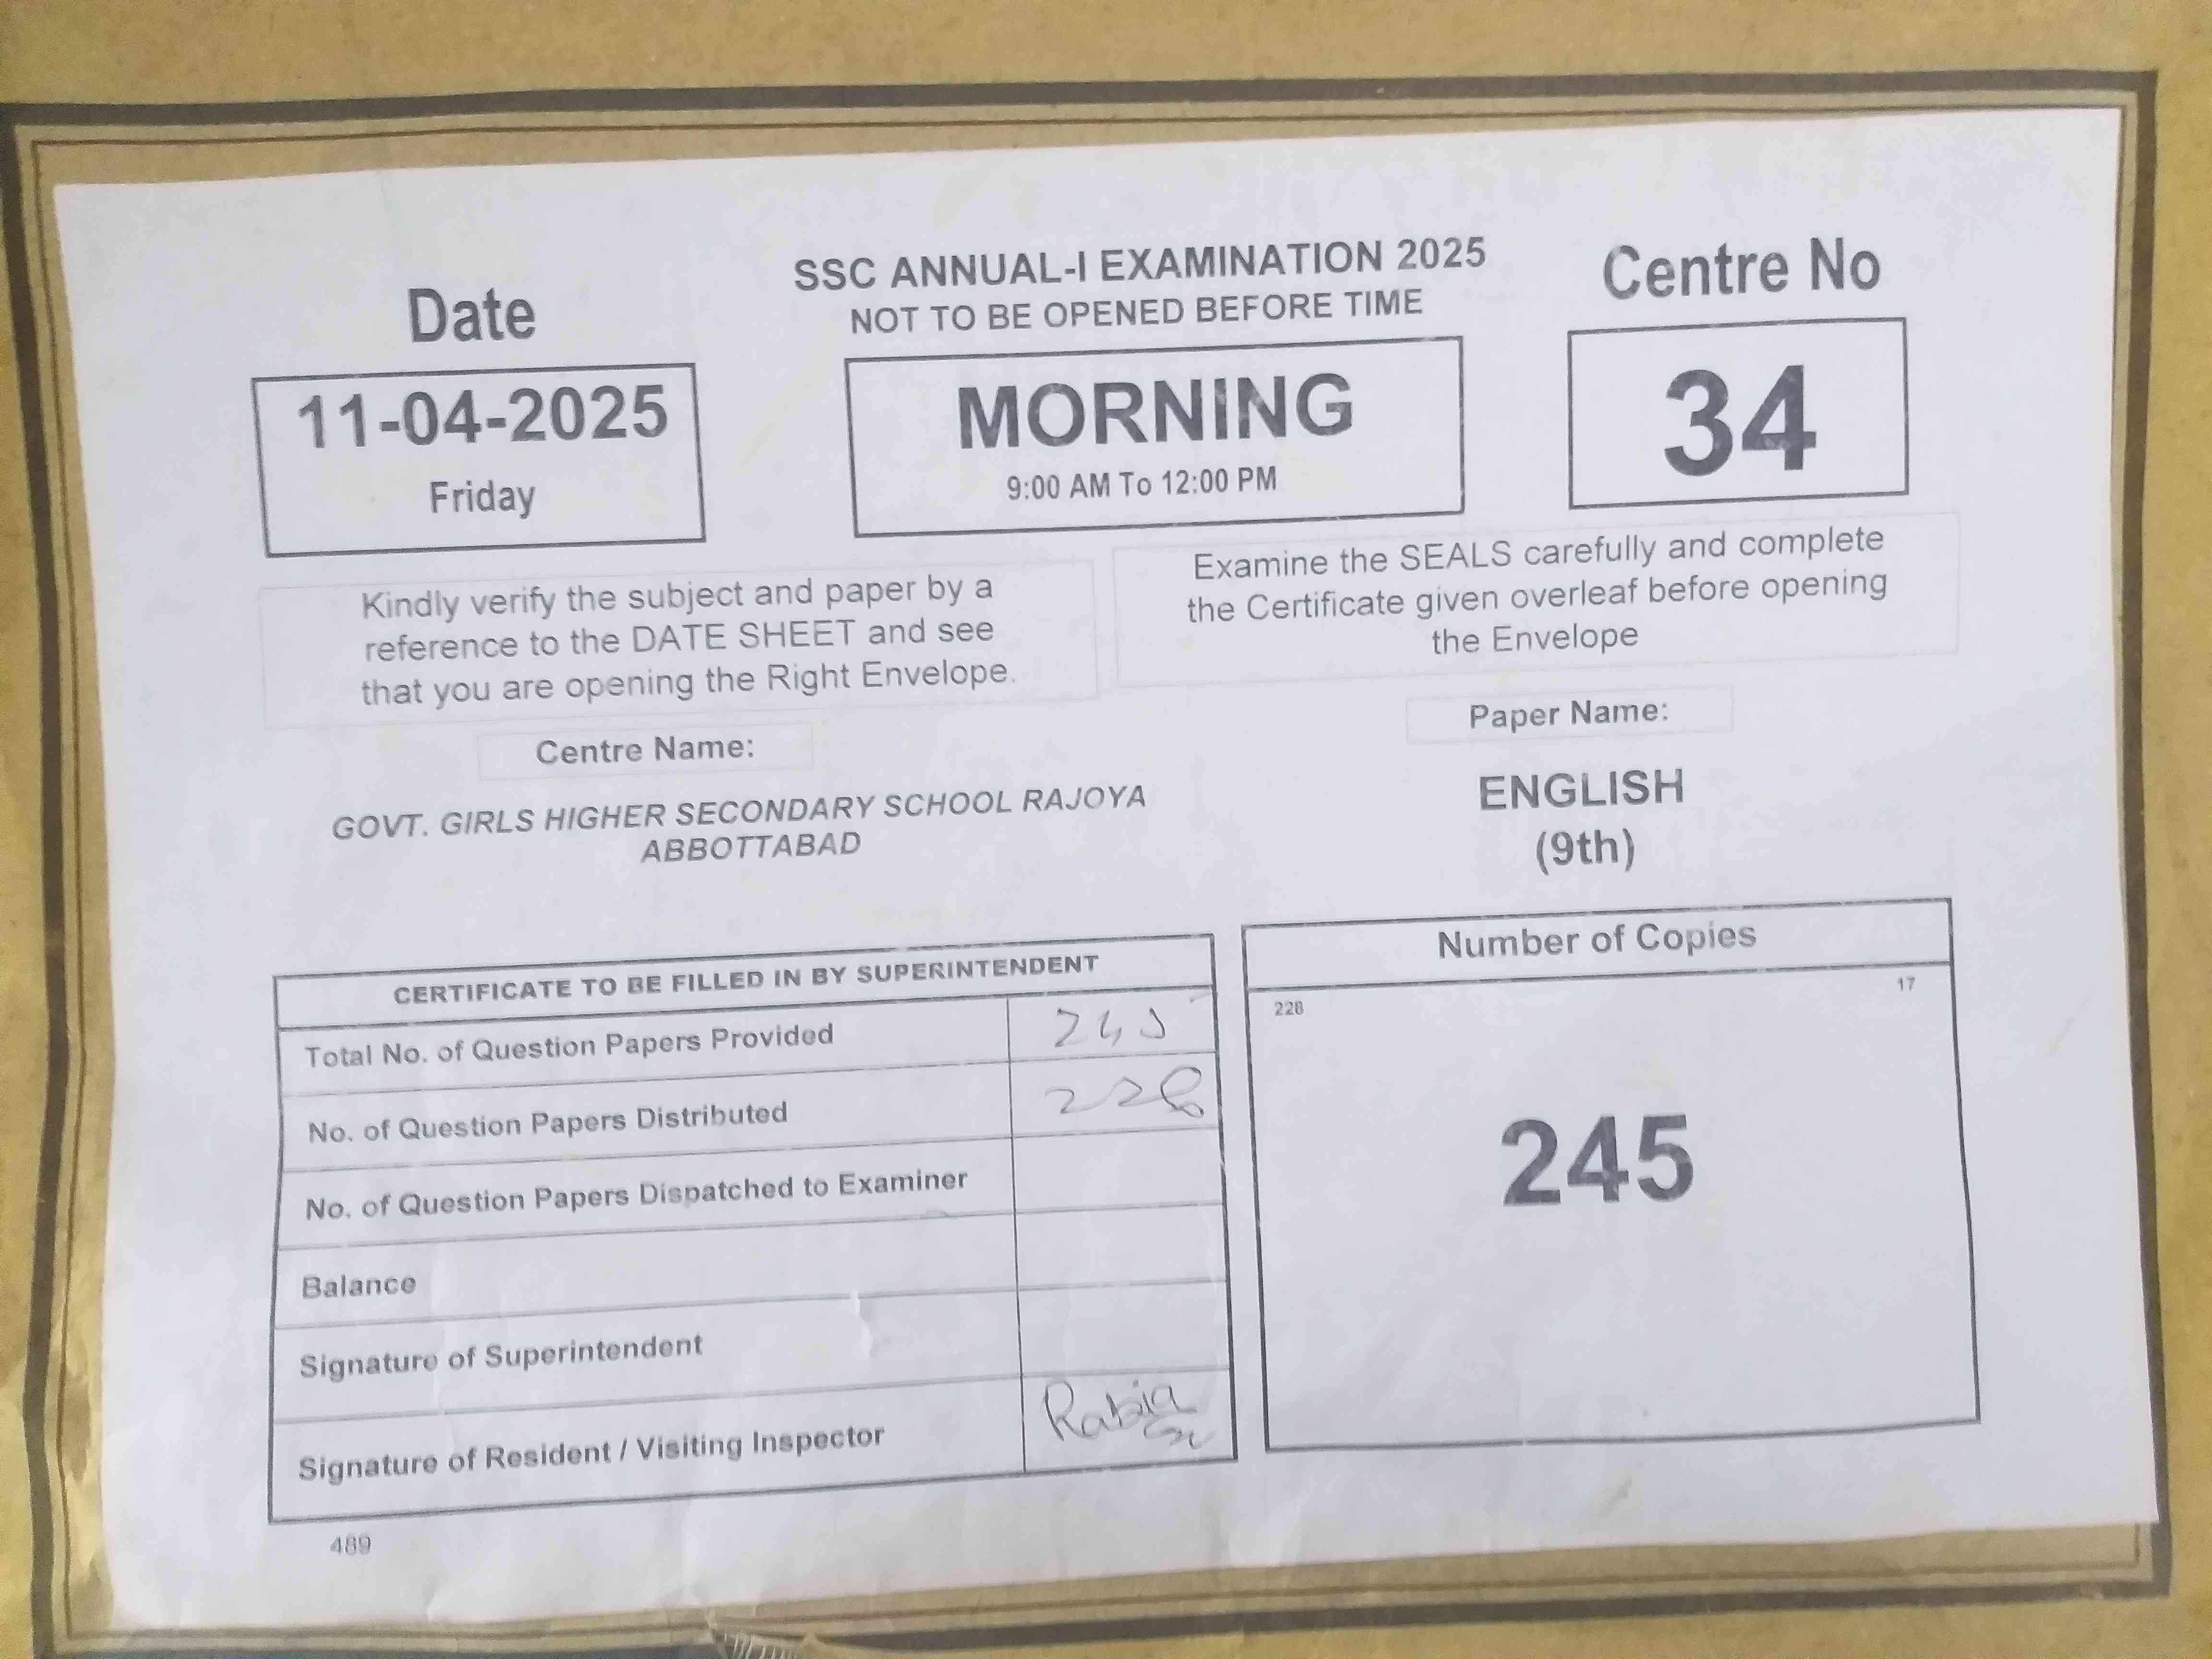 SSC ANNUAL-I EXAMINATION 2025
NOT TO BE OPENED BEFORE TIME
Date
11-04-2025
Friday
MORNING
9:00 AM To 12:00 PM
Centre No
34
Kindly verify the subject and paper by a
reference to the DATE SHEET and see
that you are opening the Right Envelope.
Examine the SEALS carefully and complete
the Certificate given overleaf before opening
the Envelope
Centre Name:
GOVT. GIRLS HIGHER SECONDARY SCHOOL RAJOYA
ABBOTTABAD
Paper Name:
ENGLISH
(9th)
CERTIFICATE TO BE FILLED IN BY SUPERINTENDENT
Total No. of Question Papers Provided 245
No. of Question Papers Distributed 228
No. of Question Papers Dispatched to Examiner
Balance
Signature of Superintendent
Signature of Resident / Visiting Inspector Rabia
Number of Copies
228 17
245
489